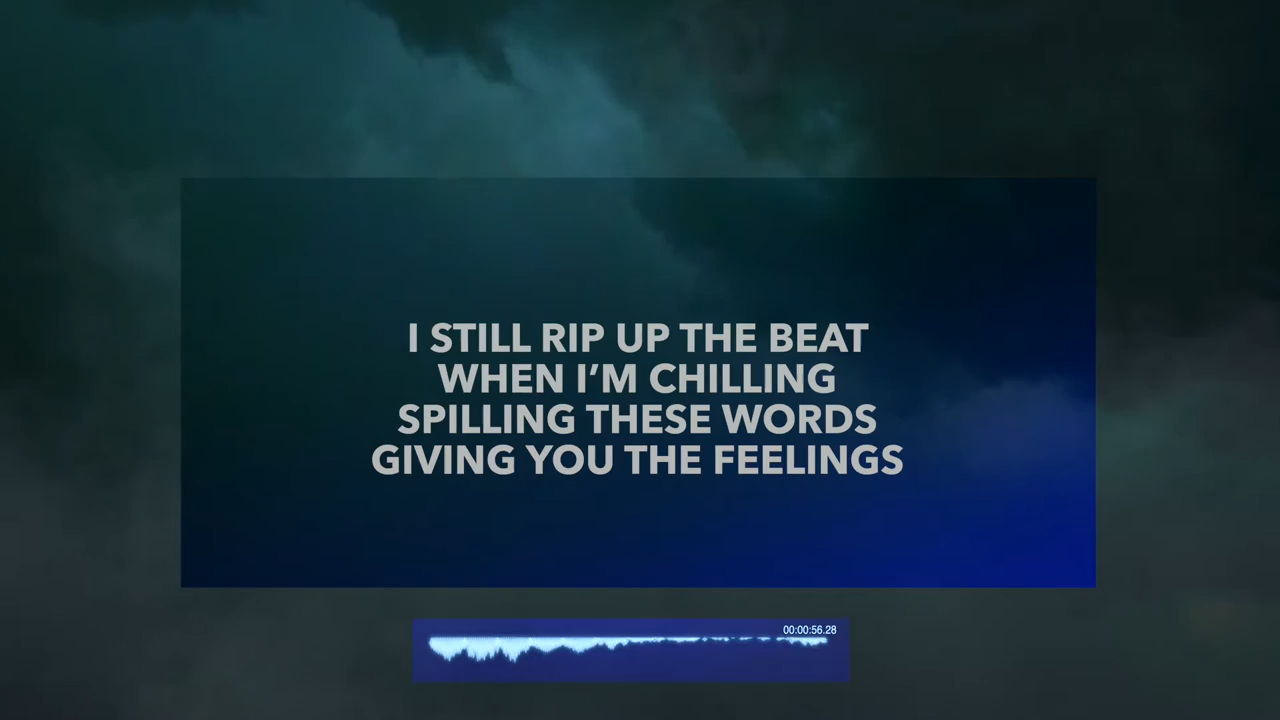 I STILL RIP UP THE BEAT
WHEN I’M CHILLING
SPILLING THESE WORDS
GIVING YOU THE FEELINGS
00:00:56.28